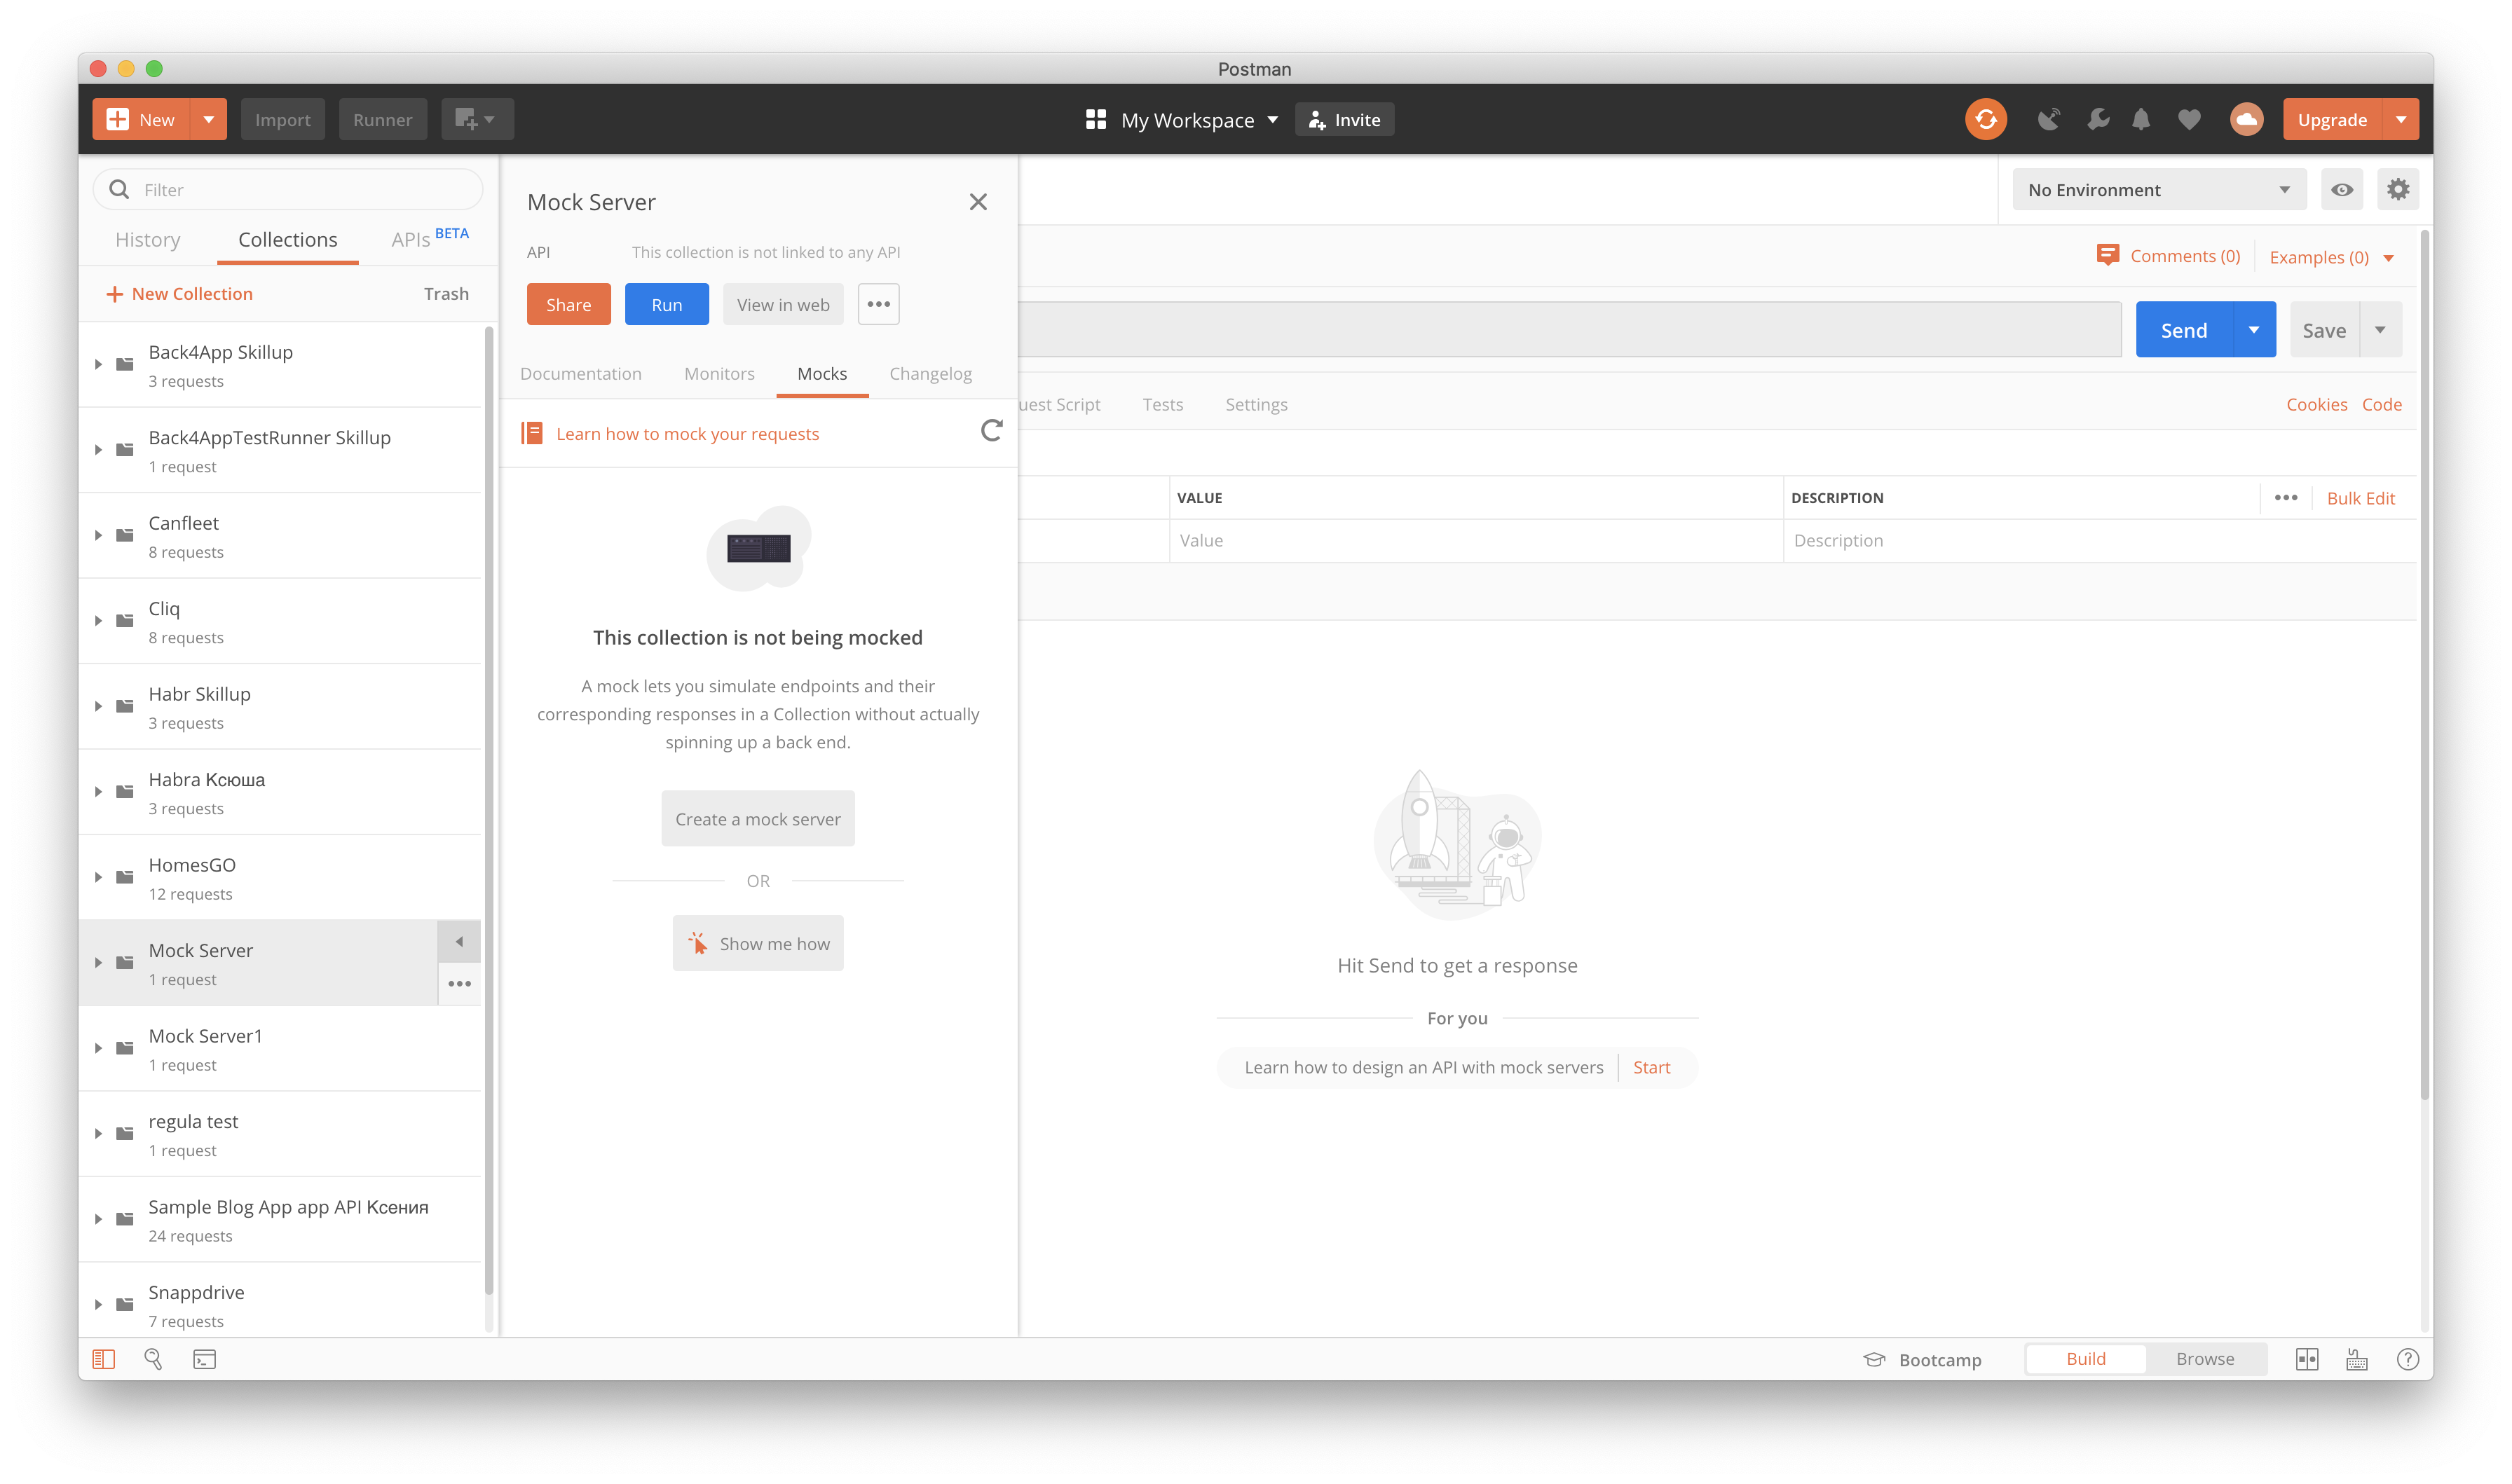 Postman
New
Import
Runner
My Workspace
Invite
Upgrade
Filter
History
Collections
APIs BETA
New Collection
Trash
Back4App Skillup
3 requests
Back4AppTestRunner Skillup
1 request
Canfleet
8 requests
Cliq
8 requests
Habr Skillup
3 requests
Habra Ксюша
3 requests
HomesGO
12 requests
Mock Server
1 request
Mock Server1
1 request
regula test
1 request
Sample Blog App app API Ксения
24 requests
Snappdrive
7 requests
Mock Server
API
This collection is not linked to any API
Share
Run
View in web
Documentation
Monitors
Mocks
Changelog
Learn how to mock your requests
This collection is not being mocked
A mock lets you simulate endpoints and their
corresponding responses in a Collection without actually
spinning up a back end.
Create a mock server
OR
Show me how
No Environment
Comments (0)
Examples (0)
Send
Save
uest Script
Tests
Settings
Cookies
Code
VALUE
DESCRIPTION
Bulk Edit
Value
Description
Hit Send to get a response
For you
Learn how to design an API with mock servers
Start
Bootcamp
Build
Browse